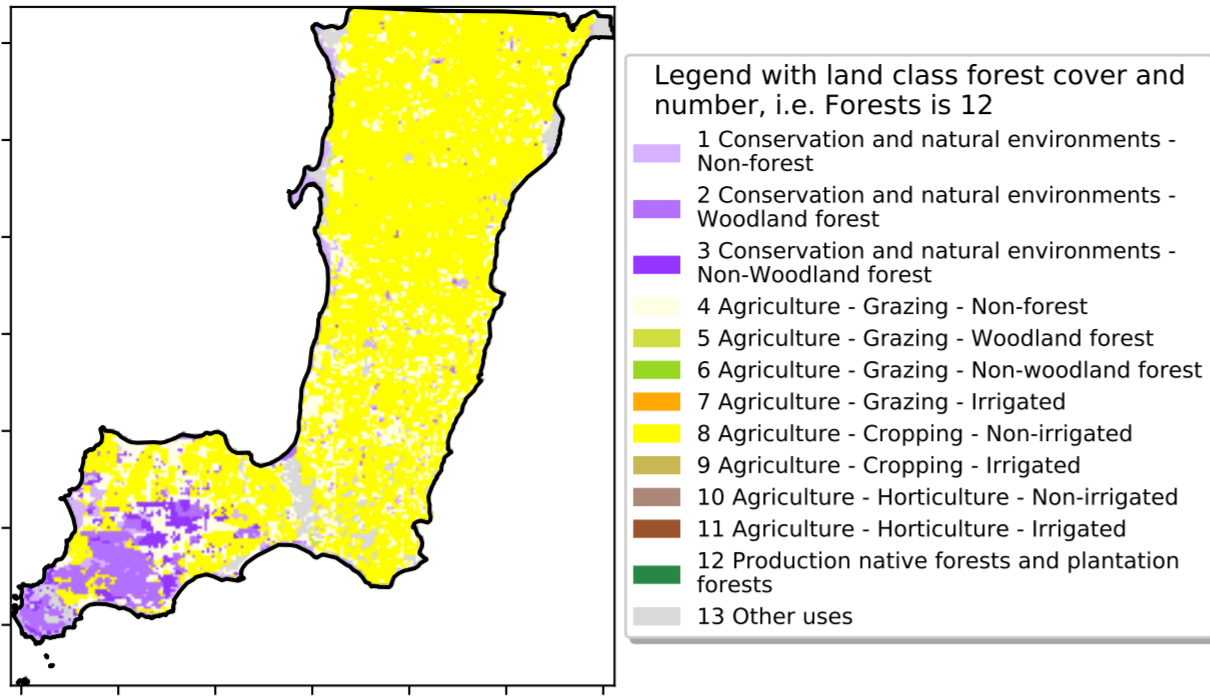 Legend with land class forest cover and
number, i.e. Forests is 12
1 Conservation and natural environments -
Non-forest
2 Conservation and natural environments -
Woodland forest
3 Conservation and natural environments -
Non-Woodland forest
4 Agriculture - Grazing - Non-forest
5 Agriculture - Grazing - Woodland forest
6 Agriculture - Grazing - Non-woodland forest
7 Agriculture - Grazing - Irrigated
8 Agriculture - Cropping - Non-irrigated
9 Agriculture - Cropping - Irrigated
10 Agriculture - Horticulture - Non-irrigated
11 Agriculture - Horticulture - Irrigated
12 Production native forests and plantation
forests
13 Other uses